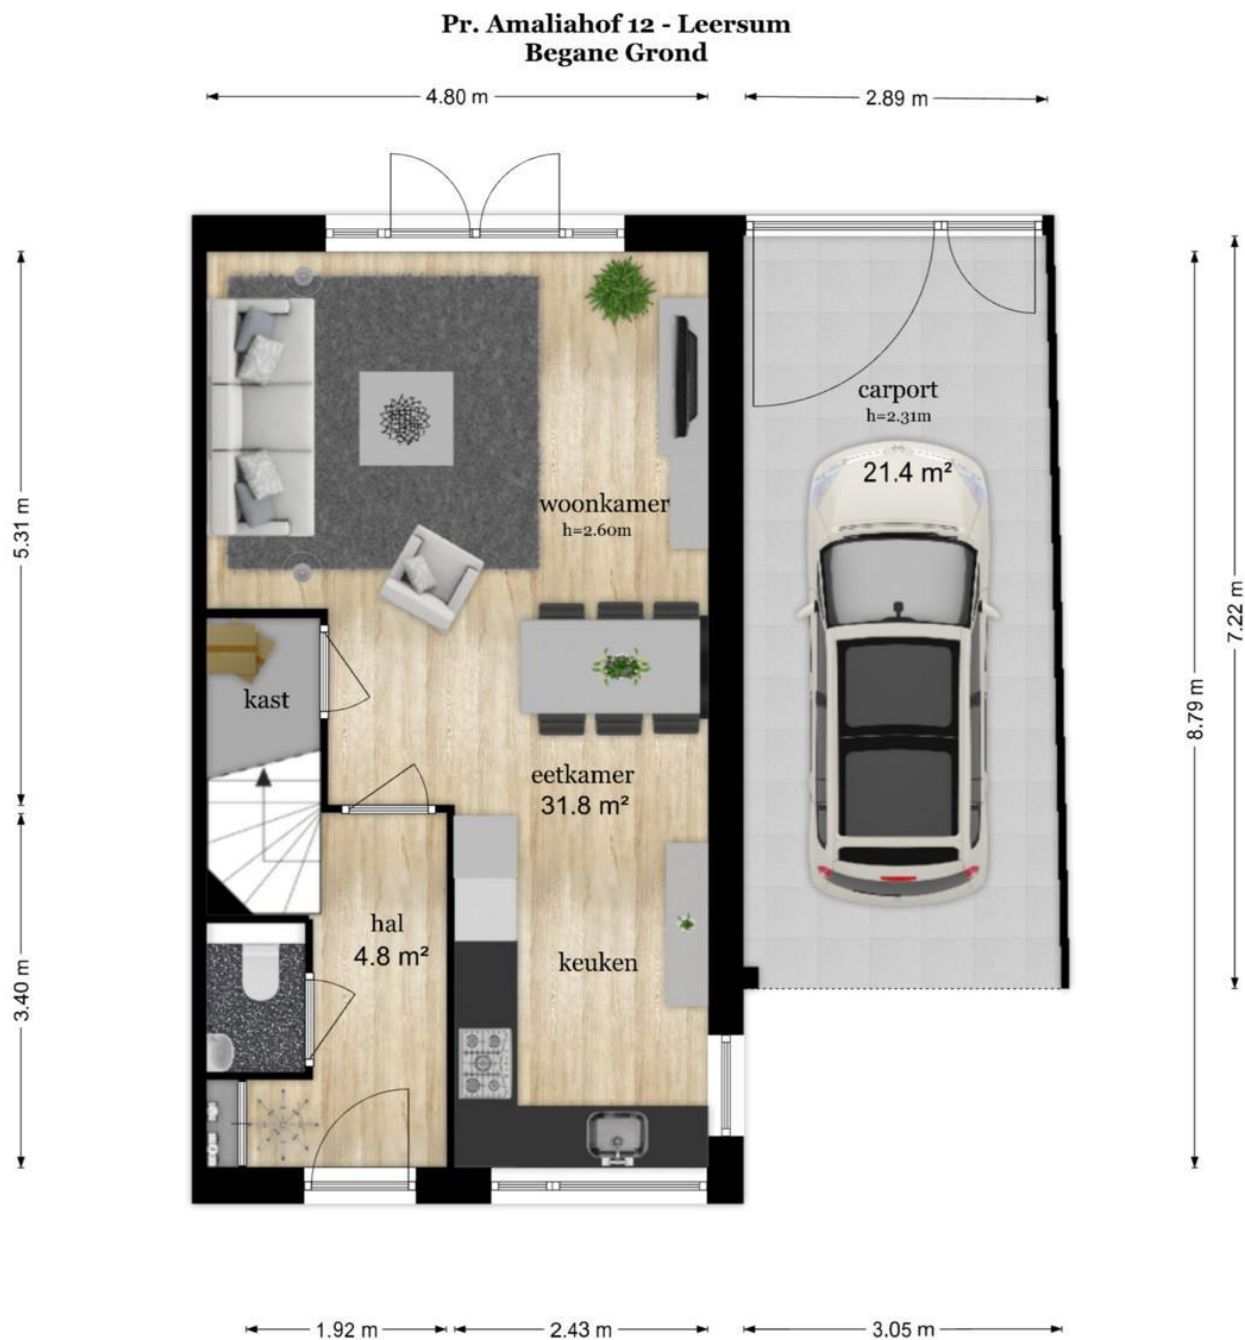 Pr. Amaliahof 12 - Leersum
Begane Grond
4.80 m
2.89 m
carport
h=2.31m
21.4 m²
woonkamer
h=2.60m
5.31 m
7.22 m
8.79 m
kast
eetkamer
31.8 m²
hal
4.8 m²
keuken
3.40 m
1.92 m
2.43 m
3.05 m